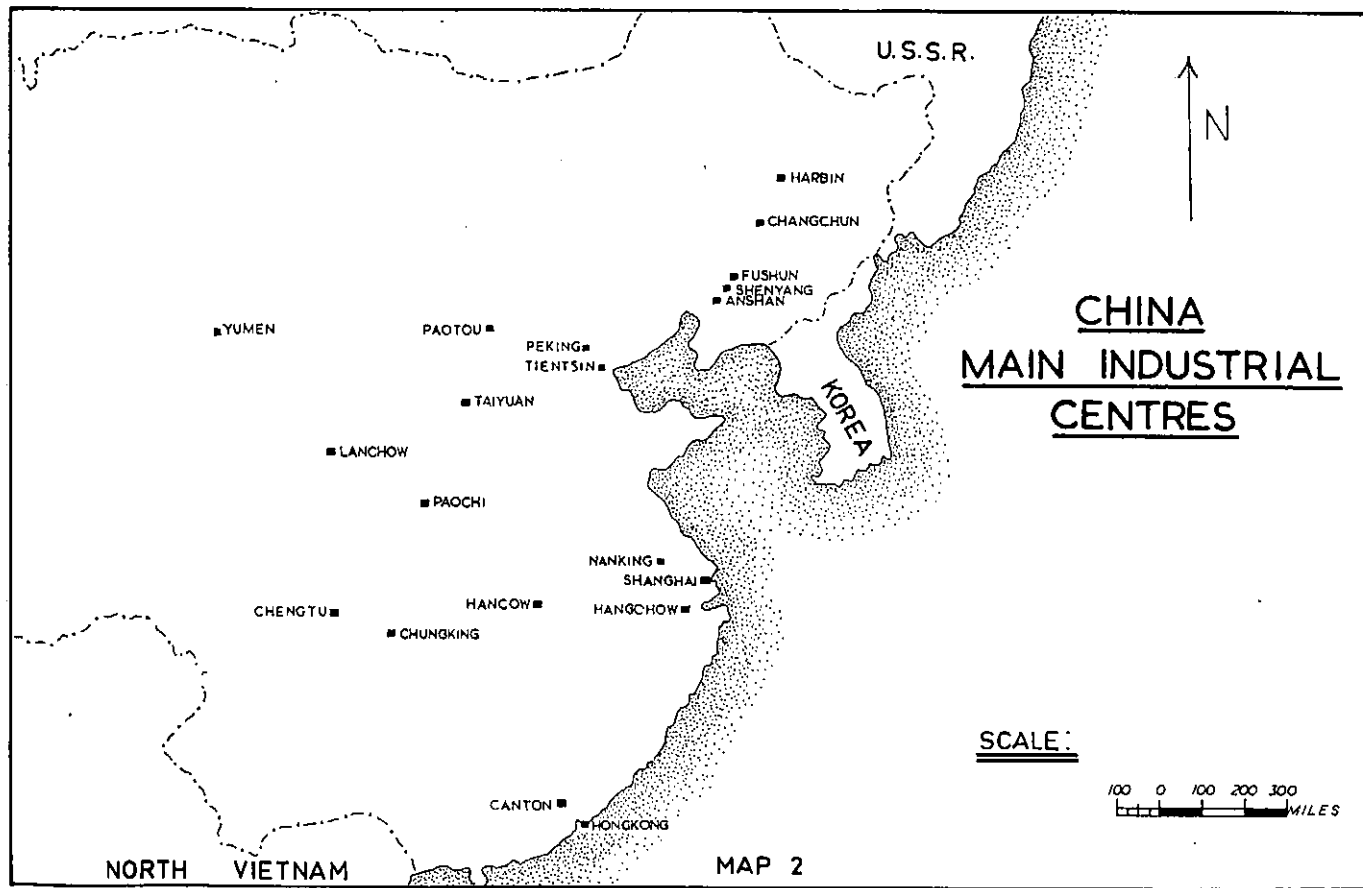 U.S.S.R.
N
HARBIN
CHANGCHUN
FUSHUN
SHENYANG
ANSHAN
CHINA
MAIN INDUSTRIAL
CENTRES
YUMEN
PAOTOU
PEKING
TIENTSIN
KOREA
TAIYUAN
LANCHOW
PAOCHI
NANKING
SHANGHAI
HANCOW
HANGCHOW
CHENGTU
CHUNGKING
SCALE:
100 0 100 200 300 MILES
CANTON
HONGKONG
NORTH VIETNAM
MAP 2